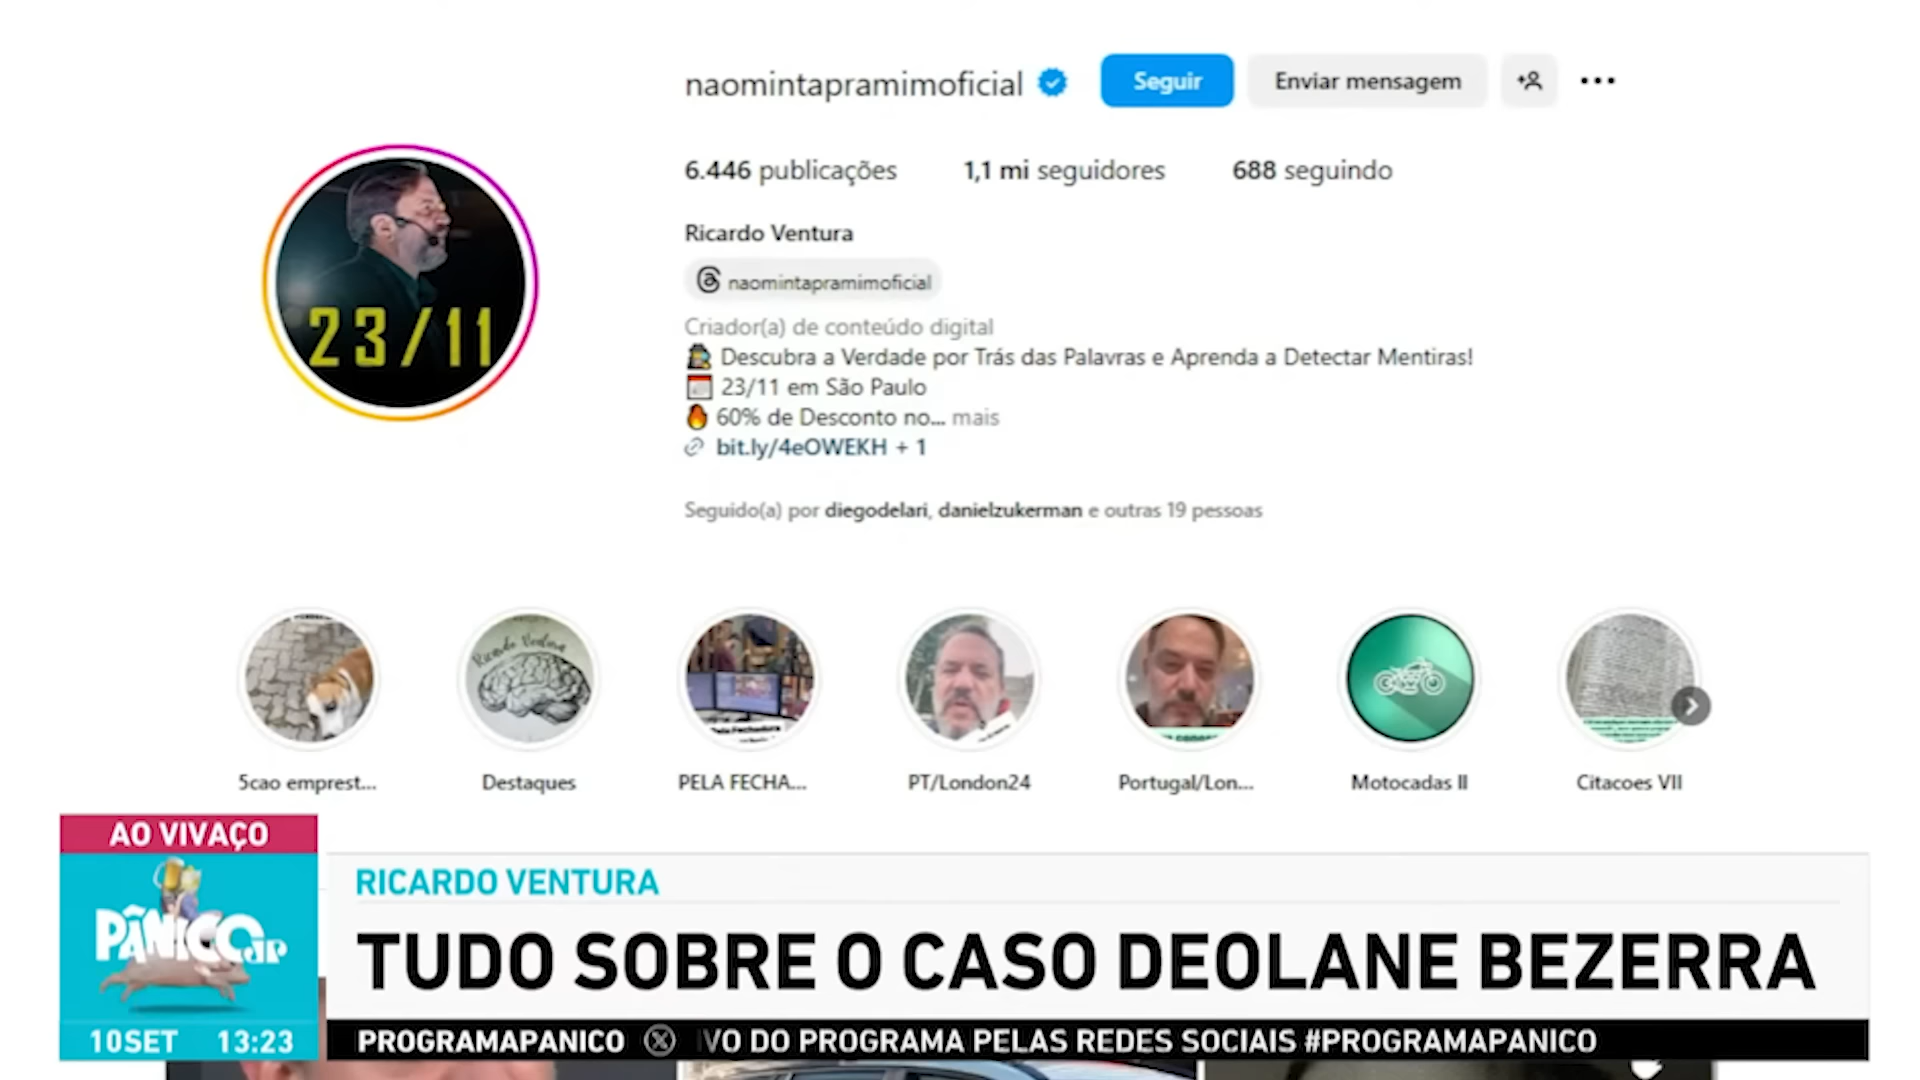 naomintapramimoficial
Seguir
Enviar mensagem
6.446 publicações
1,1 mi seguidores
688 seguindo
Ricardo Ventura
naomintapramimoficial
Criador(a) de conteúdo digital
Descubra a Verdade por Trás das Palavras e Aprenda a Detectar Mentiras!
23/11 em São Paulo
60% de Desconto no... mais
bit.ly/4eOWEKH + 1
Seguido(a) por diegodelari, danielzukerman e outras 19 pessoas
23/11
Ricardo Ventura
5cao emprest...
Destaques
PELA FECHA...
PT/London24
Portugal/Lon...
Motocadas II
Citacoes VII
AO VIVAÇO
PÂNICO JP
10SET 13:23
RICARDO VENTURA
TUDO SOBRE O CASO DEOLANE BEZERRA
PROGRAMAPANICO
VO DO PROGRAMA PELAS REDES SOCIAIS #PROGRAMAPANICO